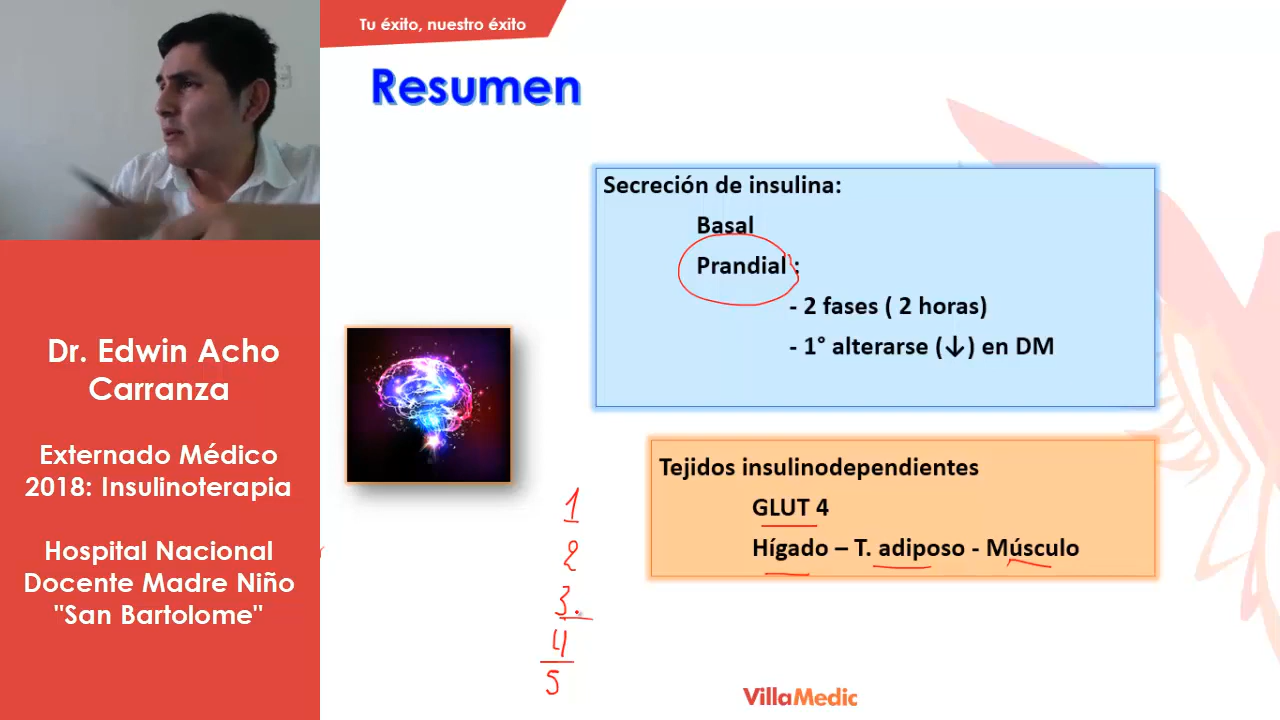 Tu éxito, nuestro éxito
Resumen
Secreción de insulina:
Basal
Prandial :
- 2 fases ( 2 horas)
- 1° alterarse (↓) en DM
Dr. Edwin Acho
Carranza
Externado Médico
2018: Insulinoterapia
Hospital Nacional
Docente Madre Niño
"San Bartolome"
Tejidos insulinodependientes
GLUT 4
Hígado – T. adiposo - Músculo
1
2
3.
4
5
VillaMedic